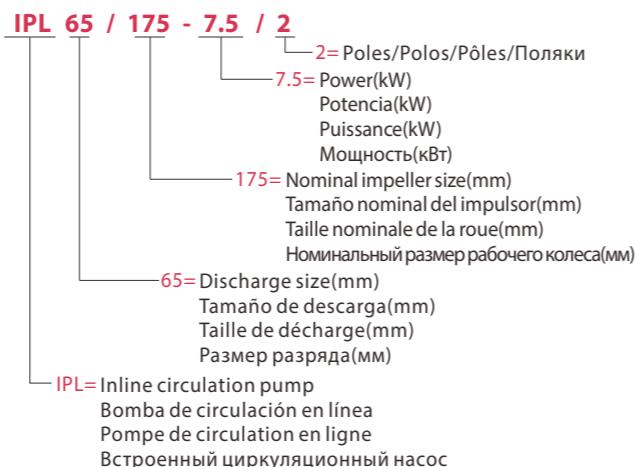 IPL 65 / 175 - 7.5 / 2
2= Poles/Polos/Pôles/Поляки
7.5= Power(kW)
Potencia(kW)
Puissance(kW)
Мощность(кВт)
175= Nominal impeller size(mm)
Tamaño nominal del impulsor(mm)
Taille nominale de la roue(mm)
Номинальный размер рабочего колеса(мм)
65= Discharge size(mm)
Tamaño de descarga(mm)
Taille de décharge(mm)
Размер разряда(мм)
IPL= Inline circulation pump
Bomba de circulación en línea
Pompe de circulation en ligne
Встроенный циркуляционный насос